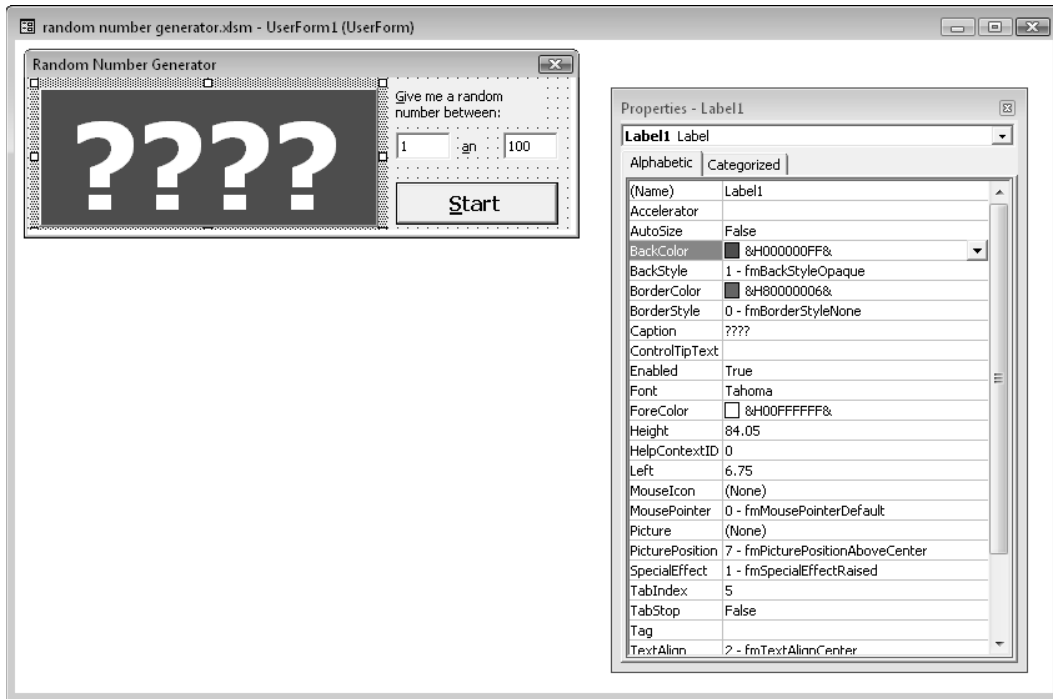 random number generator.xlsm - UserForm1 (UserForm)
Random Number Generator
????
Give me a random
number between:
1 an 100
Start
Properties - Label1
Label1 Label
Alphabetic Categorized
(Name) Label1
Accelerator
AutoSize False
BackColor &H000000FF&
BackStyle 1 - fmBackStyleOpaque
BorderColor &H80000006&
BorderStyle 0 - fmBorderStyleNone
Caption ????
ControlTipText
Enabled True
Font Tahoma
ForeColor &H00FFFFFF&
Height 84.05
HelpContextID 0
Left 6.75
MouseIcon (None)
MousePointer 0 - fmMousePointerDefault
Picture (None)
PicturePosition 7 - fmPicturePositionAboveCenter
SpecialEffect 1 - fmSpecialEffectRaised
TabIndex 5
TabStop False
Tag
TextAlign 2 - fmTextAlignCenter